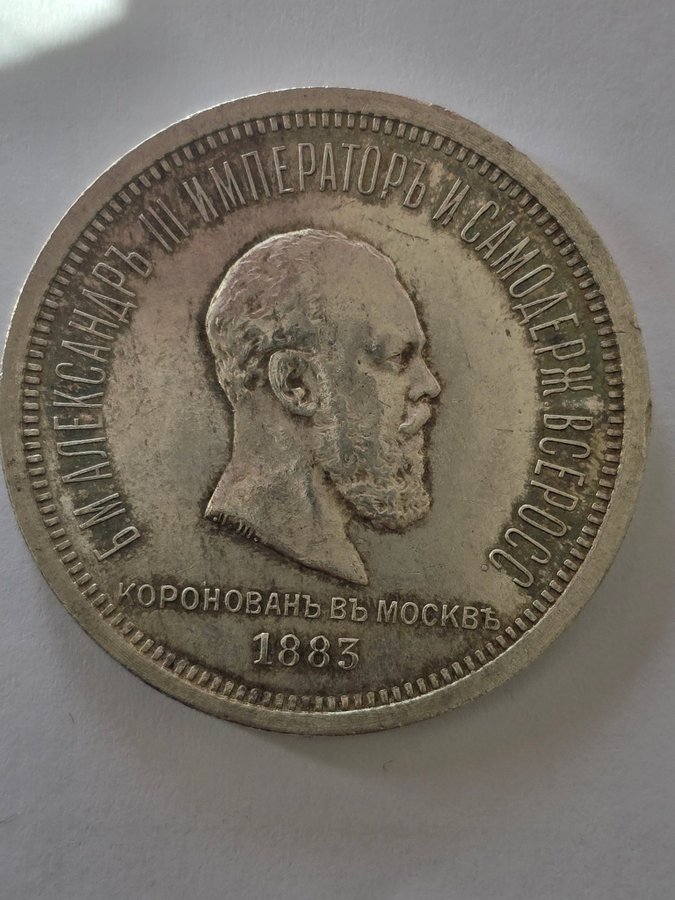 Б.М.АЛЕКСАНДРЪ III ИМПЕРАТОРЪ И САМОДЕРЖ. ВСЕРОСС.
КОРОНОВАНЪ ВЪ МОСКВѢ
1883